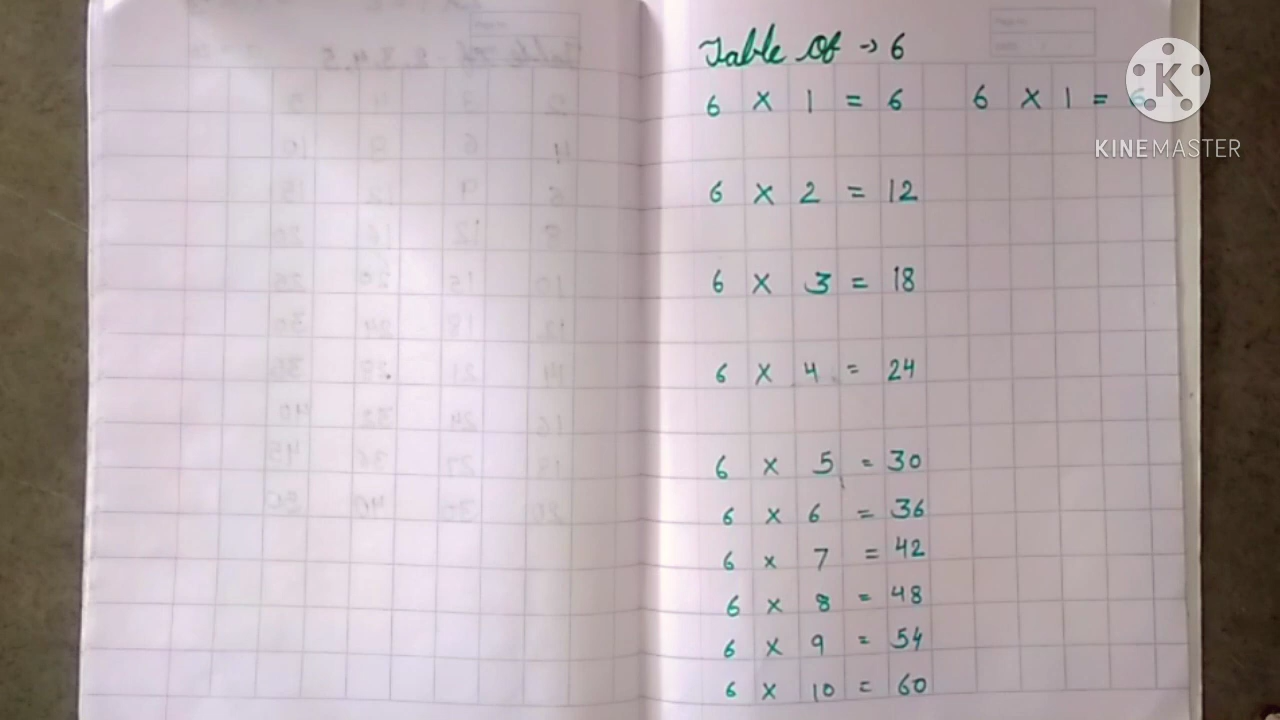 Table of → 6
6 × 1 = 6 6 × 1 = 6
K
KINEMASTER
6 × 2 = 12
6 × 3 = 18
6 × 4 = 24
6 × 5 = 30
6 × 6 = 36
6 × 7 = 42
6 × 8 = 48
6 × 9 = 54
6 × 10 = 60